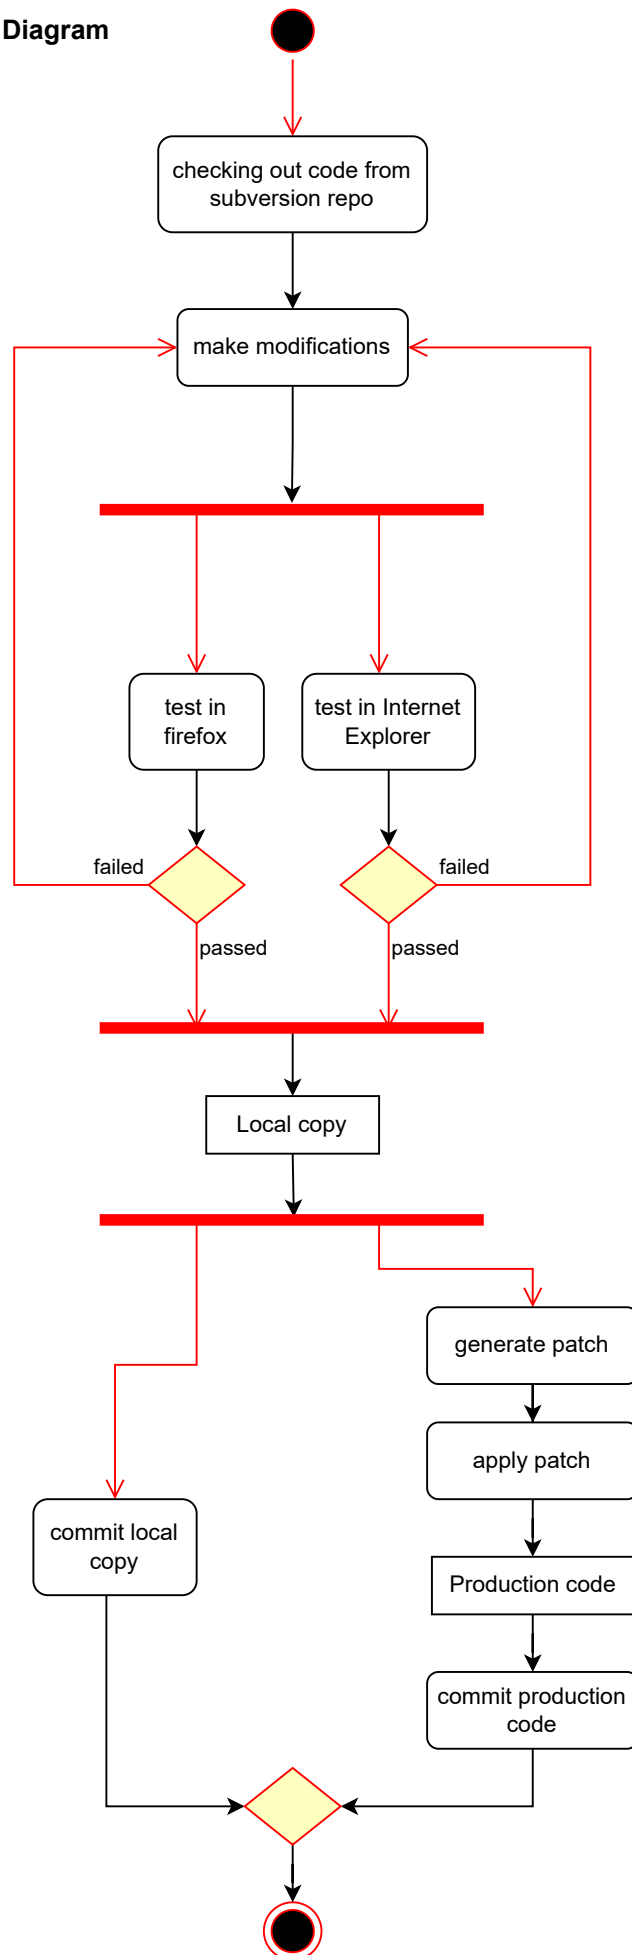 Diagram
checking out code from
subversion repo
make modifications
test in
firefox
test in Internet
Explorer
failed
failed
passed
passed
Local copy
generate patch
apply patch
commit local
copy
Production code
commit production
code